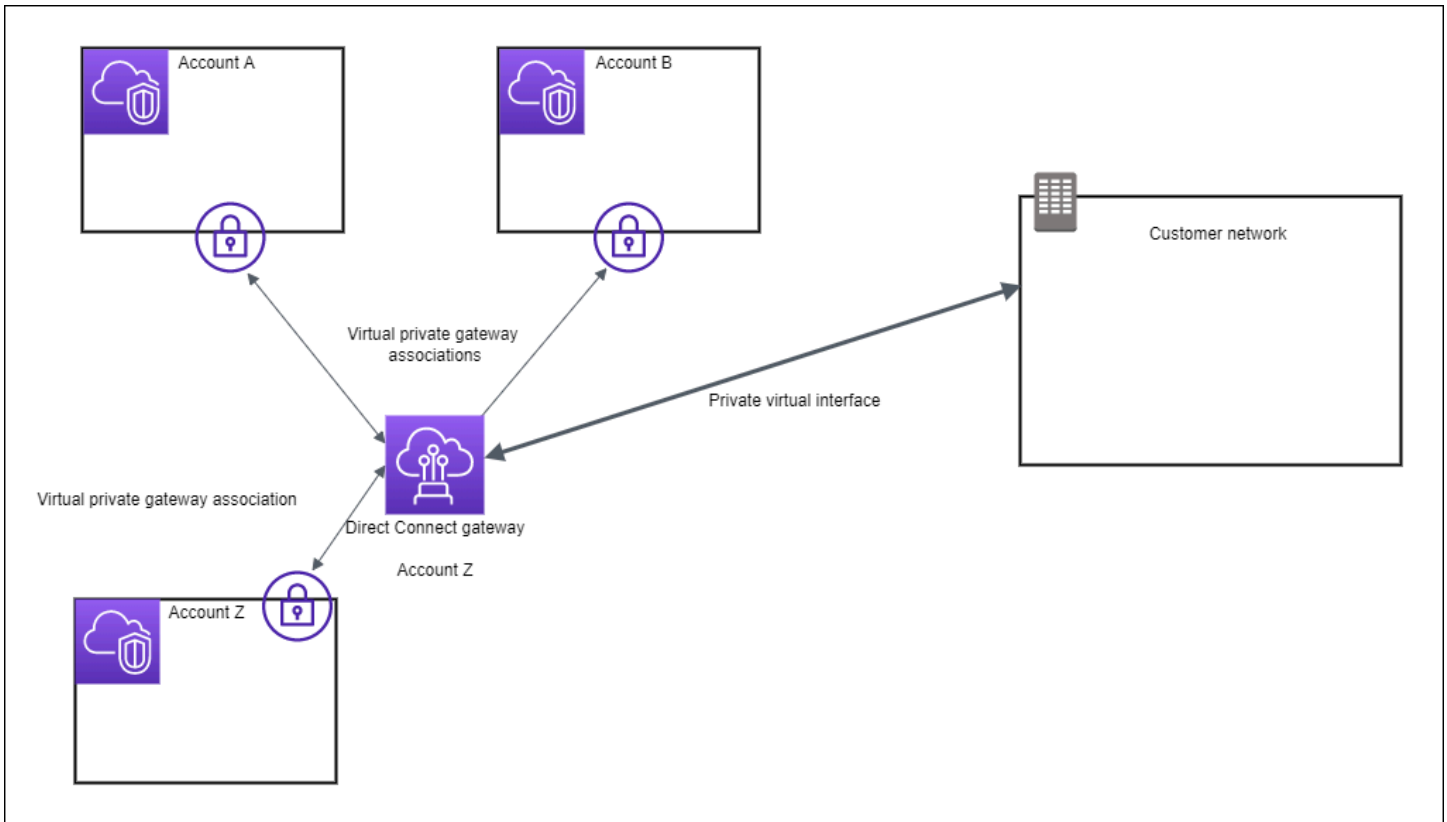 Account A
Account B
Customer network
Virtual private gateway
associations
Private virtual interface
Virtual private gateway association
Direct Connect gateway
Account Z
Account Z